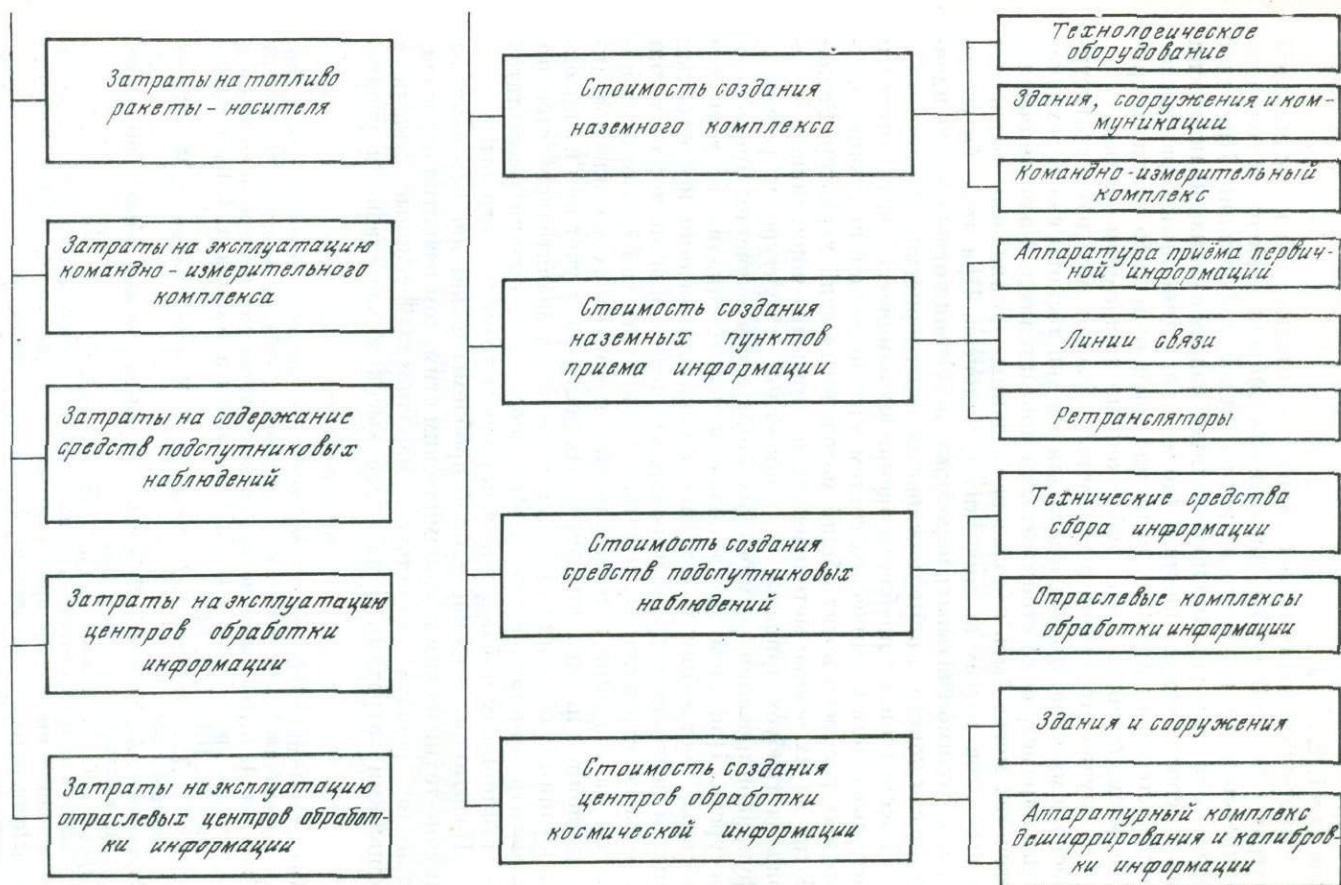 Затраты на топливо
ракеты - носителя
Затраты на эксплуатацию
командно - измерительного
комплекса
Затраты на содержание
средств подспутниковых
наблюдений
Затраты на эксплуатацию
центров обработки
информации
Затраты на эксплуатацию
отраслевых центров обработ-
ки информации
Стоимость создания
наземного комплекса
Стоимость создания
наземных пунктов
приема информации
Стоимость создания
средств подспутниковых
наблюдений
Стоимость создания
центров обработки
космической информации
Технологическое
оборудование
Здания, сооружения и ком-
муникации
Командно-измерительный
комплекс
Аппаратура приёма первич-
ной информаций
Линии связи
Ретрансляторы
Технические средства
сбора информации
Отраслевые комплексы
обработки информации
Здания и сооружения
Аппаратурный комплекс
дешифрирования и калибров-
ки информации